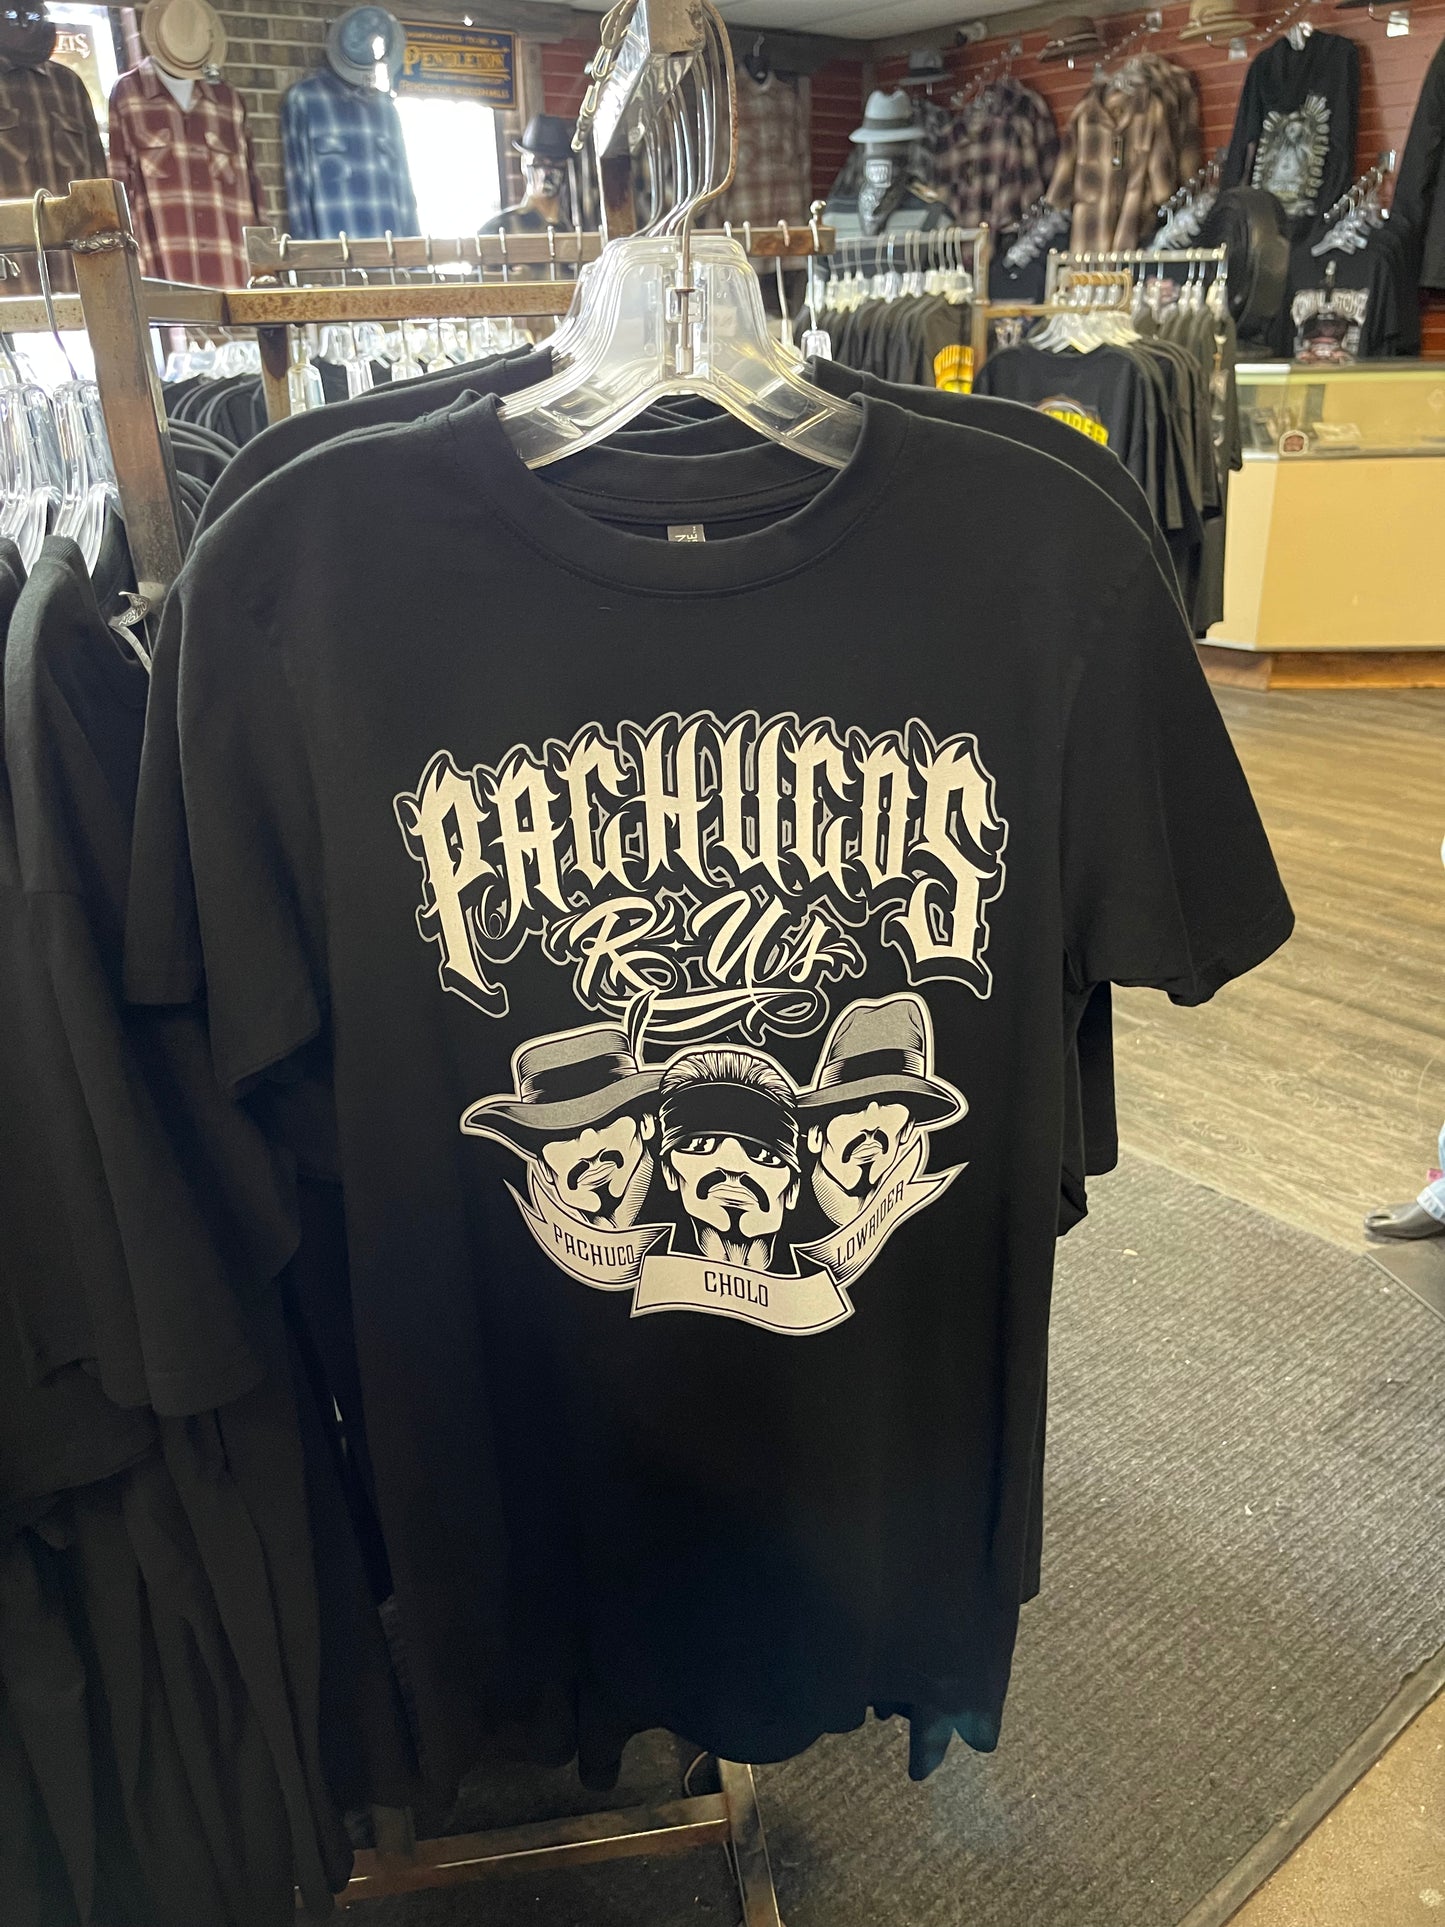 PENDLETON
PACHUCOS
R Us
PACHUCO
CHOLO
LOWRIDER